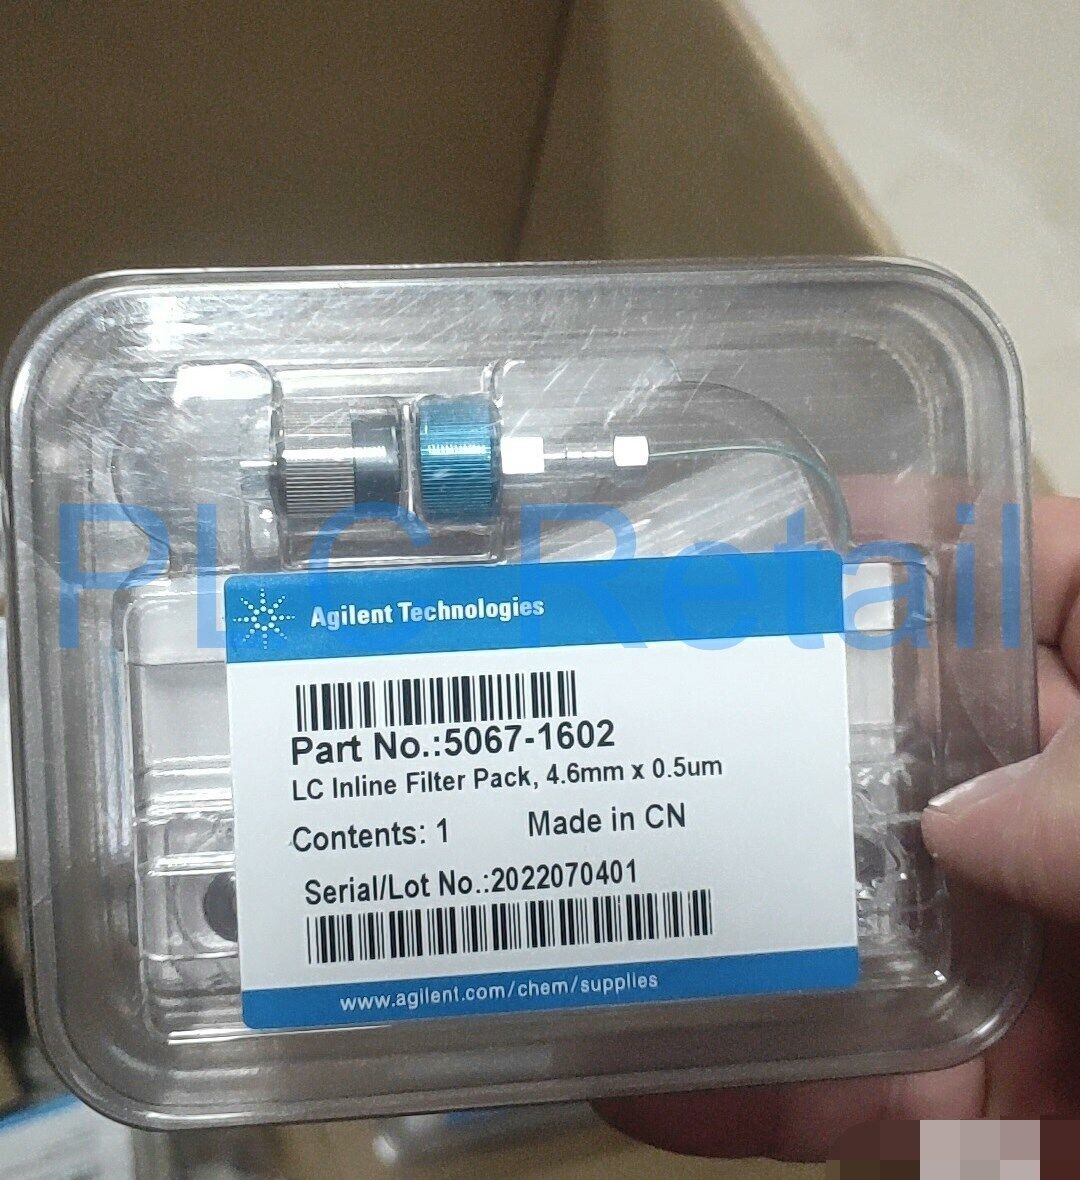 PLC Retail
Agilent Technologies
Part No.:5067-1602
LC Inline Filter Pack, 4.6mm x 0.5um
Contents: 1 Made in CN
Serial/Lot No.:2022070401
www.agilent.com/chem/supplies